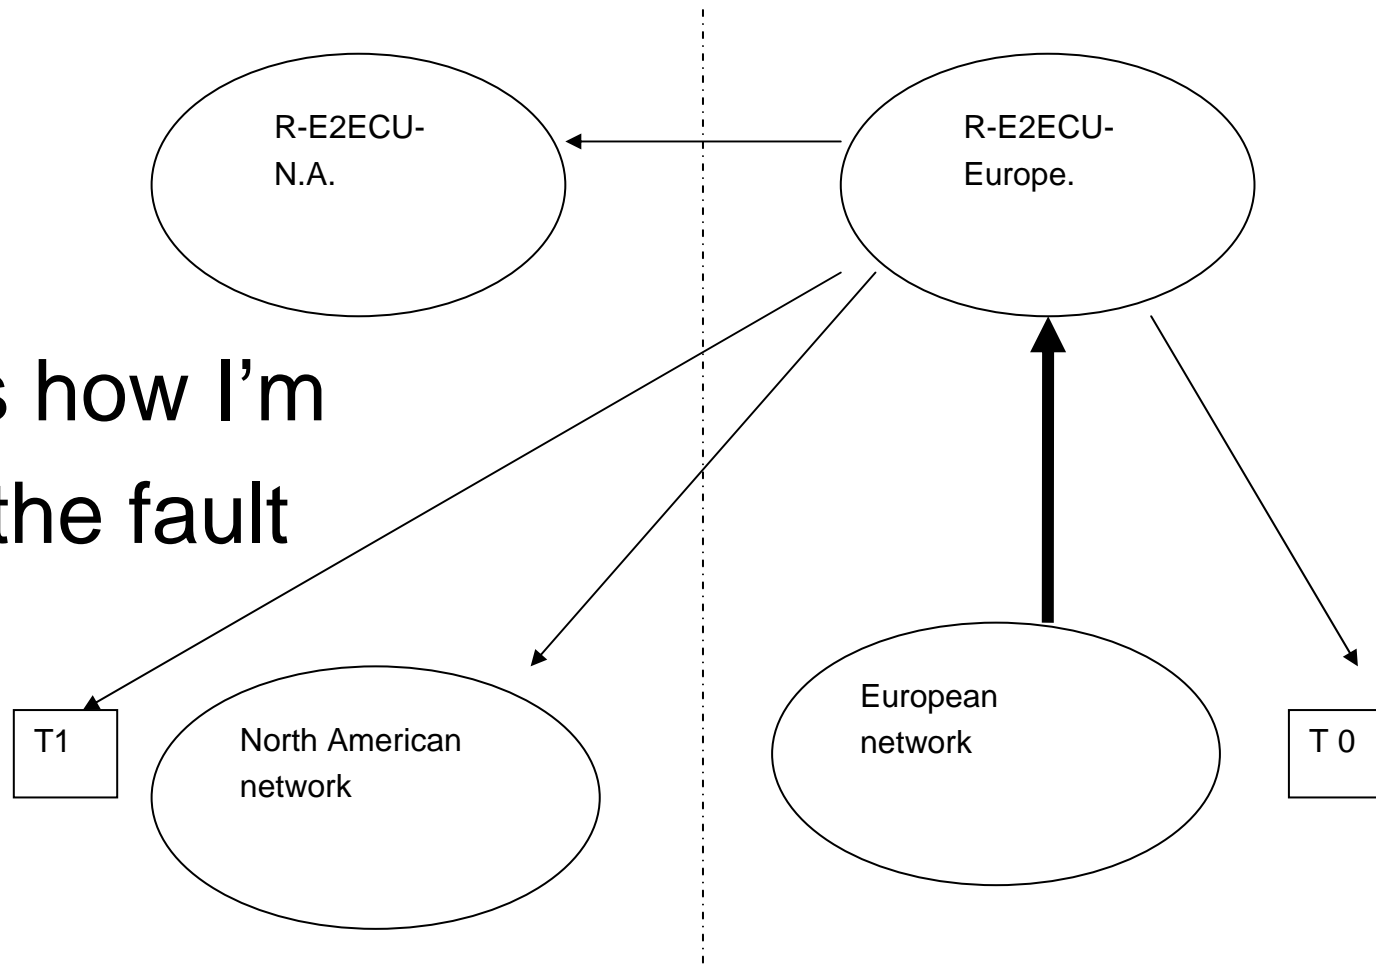 R-E2ECU-
N.A.
R-E2ECU-
Europe.
s how I’m
the fault
T1
North American
network
European
network
T 0